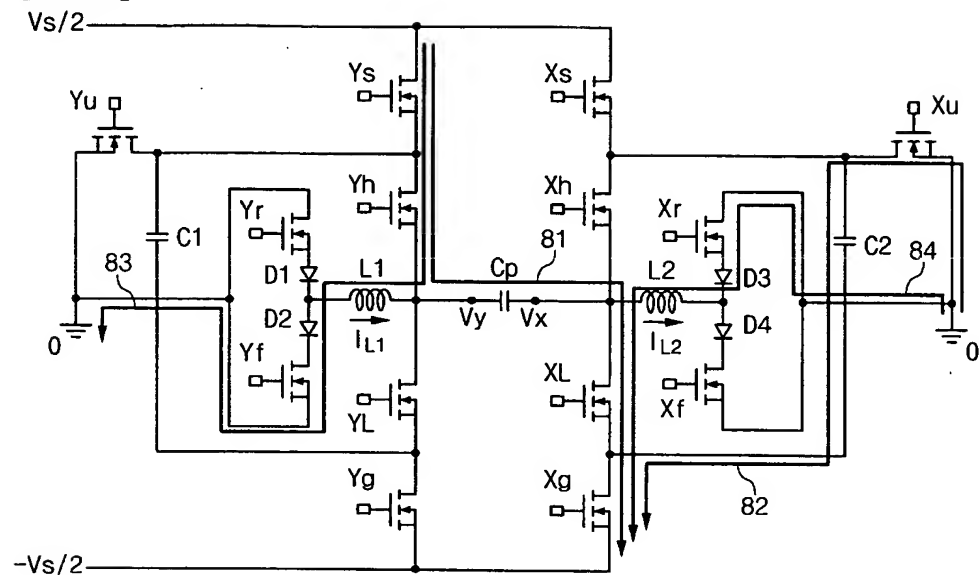 Vs/2
Ys
Xs
Yu
Xu
Yh
Xh
Yr
Xr
C1
81
C2
83
D1
L1
Cp
L2
D3
84
D2
Vy
Vx
D4
0
IL1
IL2
0
Yf
YL
XL
Xf
Yg
Xg
82
-Vs/2